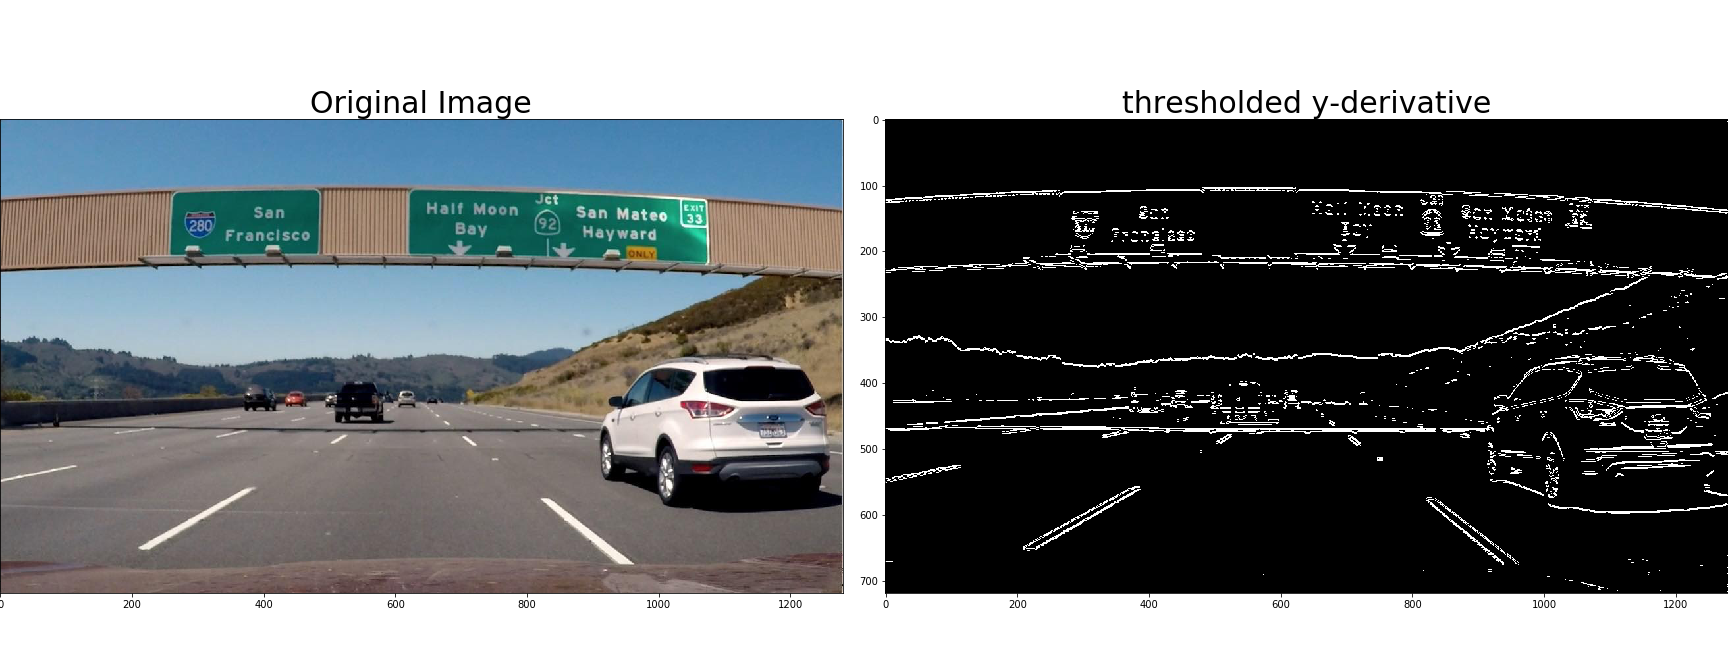 Original Image
thresholded y-derivative
280
San
Francisco
Half Moon
Bay
Jct
92
San Mateo
Hayward
EXIT
33
ONLY
0
200
400
600
800
1000
1200
0
100
200
300
400
500
600
700
0
200
400
600
800
1000
1200